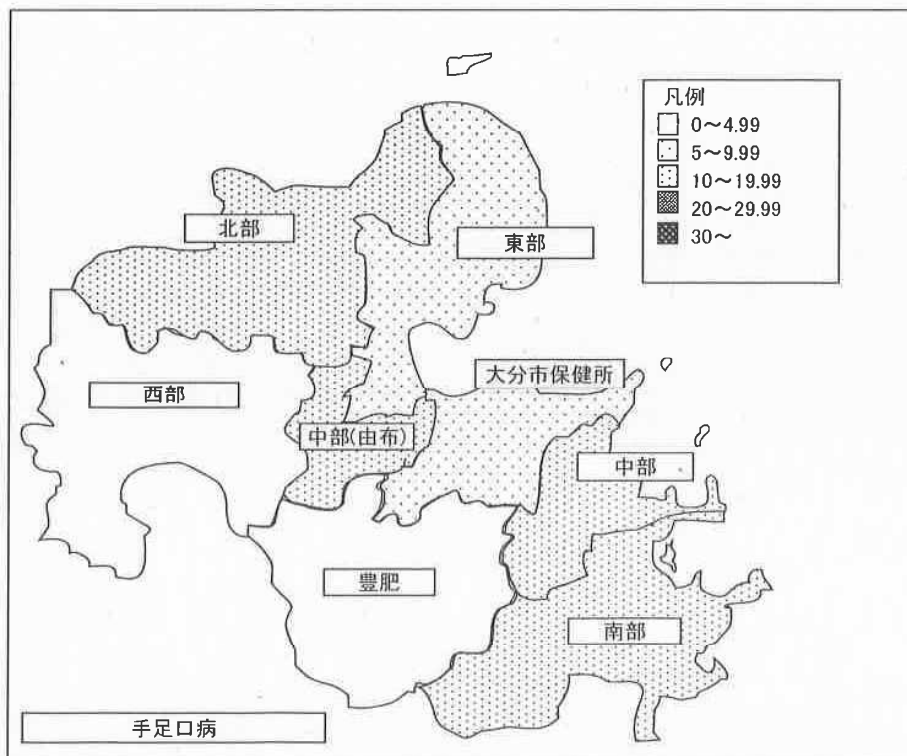 凡例
0～4.99
5～9.99
10～19.99
20～29.99
30～
北部
東部
西部
大分市保健所
中部(由布)
中部
豊肥
南部
手足口病